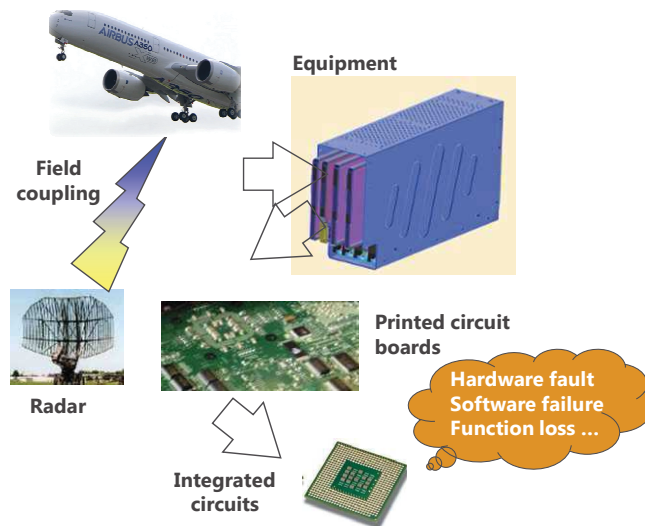 AIRBUS A350
Equipment
Field
coupling
Printed circuit
boards
Radar
Hardware fault
Software failure
Function loss ...
Integrated
circuits